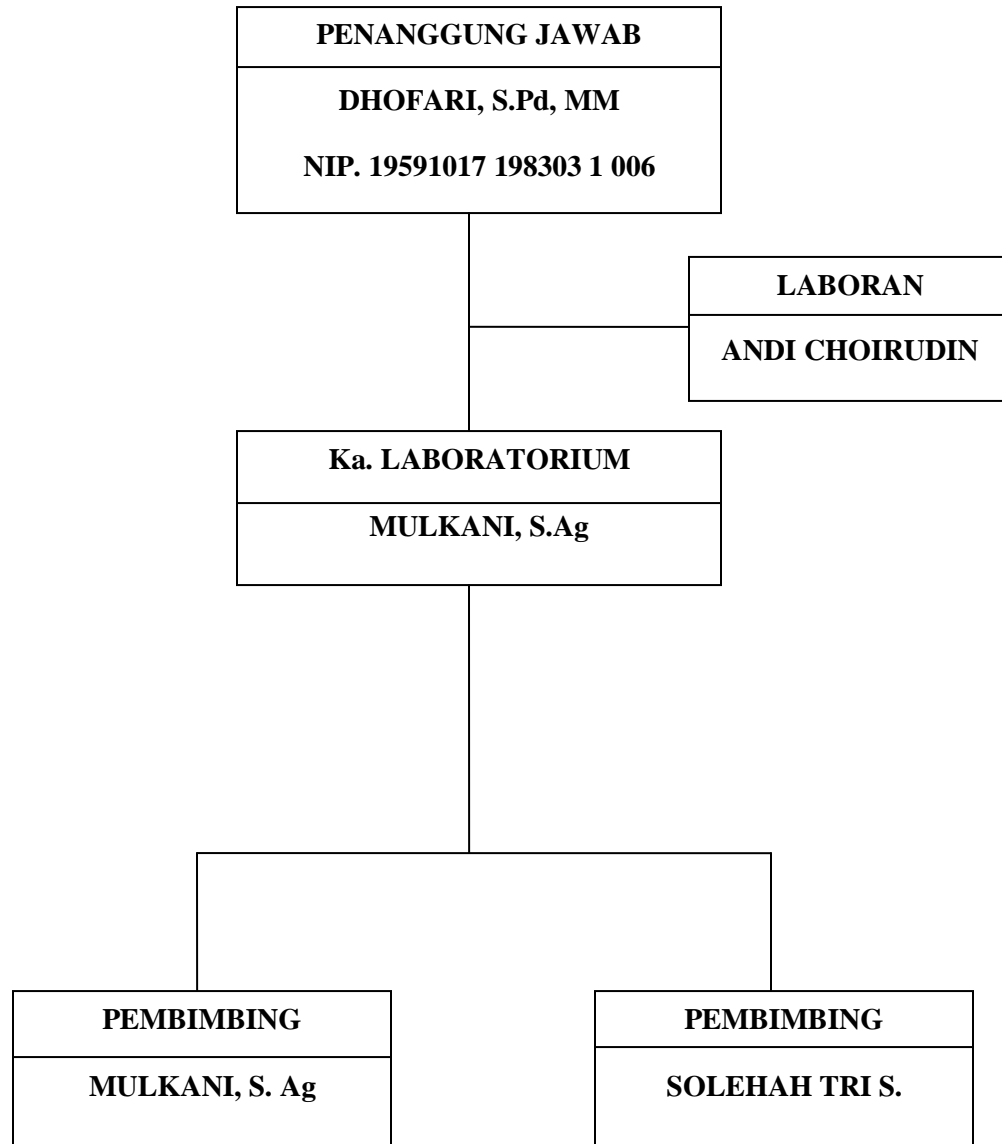 PENANGGUNG JAWAB
DHOFARI, S.Pd, MM
NIP. 19591017 198303 1 006
LABORAN
ANDI CHOIRUDIN
Ka. LABORATORIUM
MULKANI, S.Ag
PEMBIMBING
MULKANI, S. Ag
PEMBIMBING
SOLEHAH TRI S.